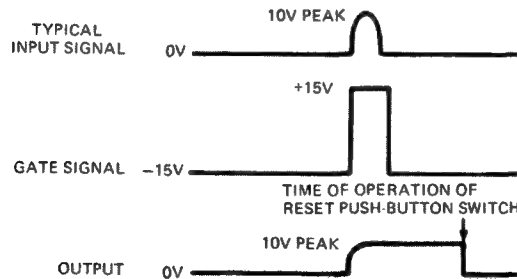 10V PEAK
TYPICAL
INPUT SIGNAL
0V
+15V
GATE SIGNAL
−15V
TIME OF OPERATION OF
RESET PUSH-BUTTON SWITCH
10V PEAK
OUTPUT
0V